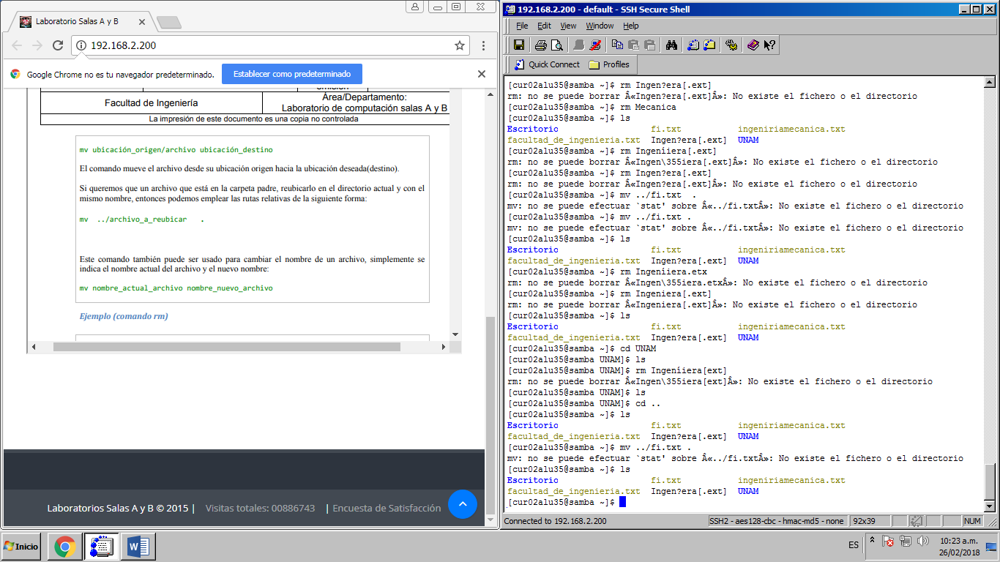 Laboratorio Salas A y B
192.168.2.200
Google Chrome no es tu navegador predeterminado. Establecer como predeterminado
Facultad de Ingeniería
Área/Departamento:
Laboratorio de computación salas A y B
La impresión de este documento es una copia no controlada
mv ubicación_origen/archivo ubicación_destino
El comando mueve el archivo desde su ubicación origen hacia la ubicación deseada(destino).
Si queremos que un archivo que está en la carpeta padre, reubicarlo en el directorio actual y con el
mismo nombre, entonces podemos emplear las rutas relativas de la siguiente forma:
mv ../archivo_a_reubicar .
Este comando también puede ser usado para cambiar el nombre de un archivo, simplemente se
indica el nombre actual del archivo y el nuevo nombre:
mv nombre_actual_archivo nombre_nuevo_archivo
Ejemplo (comando rm)
Laboratorios Salas A y B © 2015 | Visitas totales: 00886743 | Encuesta de Satisfacción
192.168.2.200 - default - SSH Secure Shell
File Edit View Window Help
Quick Connect Profiles
[cur02alu35@samba ~]$ rm Ingen?era[.ext]
rm: no se puede borrar Â«Ingen?era[.ext]Â»: No existe el fichero o el directorio
[cur02alu35@samba ~]$ rm Mecanica
[cur02alu35@samba ~]$ ls
Escritorio fi.txt ingeniriamecanica.txt
facultad_de_ingenieria.txt Ingen?era[.ext] UNAM
[cur02alu35@samba ~]$ rm Ingeníiera[.ext]
rm: no se puede borrar Â«Ingen\355iera[.ext]Â»: No existe el fichero o el directorio
[cur02alu35@samba ~]$ rm Ingen?era[.ext]
rm: no se puede borrar Â«Ingen?era[.ext]Â»: No existe el fichero o el directorio
[cur02alu35@samba ~]$ mv ../fi.txt  .
mv: no se puede efectuar `stat' sobre Â«../fi.txtÂ»: No existe el fichero o el directorio
[cur02alu35@samba ~]$ mv ../fi.txt .
mv: no se puede efectuar `stat' sobre Â«../fi.txtÂ»: No existe el fichero o el directorio
[cur02alu35@samba ~]$ ls
Escritorio fi.txt ingeniriamecanica.txt
facultad_de_ingenieria.txt Ingen?era[.ext] UNAM
[cur02alu35@samba ~]$ rm Ingeníiera.etx
rm: no se puede borrar Â«Ingen\355iera.etxÂ»: No existe el fichero o el directorio
[cur02alu35@samba ~]$ rm Ingeniera[.ext]
rm: no se puede borrar Â«Ingeniera[.ext]Â»: No existe el fichero o el directorio
[cur02alu35@samba ~]$ ls
Escritorio fi.txt ingeniriamecanica.txt
facultad_de_ingenieria.txt Ingen?era[.ext] UNAM
[cur02alu35@samba ~]$ cd UNAM
[cur02alu35@samba UNAM]$ ls
[cur02alu35@samba UNAM]$ rm Ingeníiera[ext]
rm: no se puede borrar Â«Ingen\355iera[ext]Â»: No existe el fichero o el directorio
[cur02alu35@samba UNAM]$ ls
[cur02alu35@samba UNAM]$ cd ..
[cur02alu35@samba ~]$ ls
Escritorio fi.txt ingeniriamecanica.txt
facultad_de_ingenieria.txt Ingen?era[.ext] UNAM
[cur02alu35@samba ~]$ mv ../fi.txt .
mv: no se puede efectuar `stat' sobre Â«../fi.txtÂ»: No existe el fichero o el directorio
[cur02alu35@samba ~]$ ls
Escritorio fi.txt ingeniriamecanica.txt
facultad_de_ingenieria.txt Ingen?era[.ext] UNAM
[cur02alu35@samba ~]$
Connected to 192.168.2.200 SSH2 - aes128-cbc - hmac-md5 - none 92x39 NUM
Inicio ES 10:23 a.m.
26/02/2018